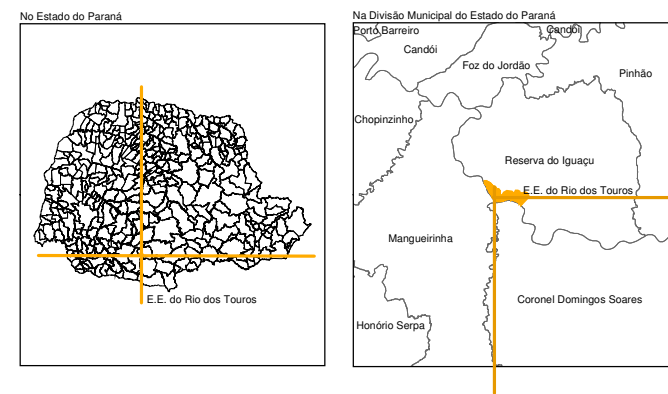 No Estado do Paraná
E.E. do Rio dos Touros
Na Divisão Municipal do Estado do Paraná
Porto Barreiro
Candói
Candói
Foz do Jordão
Pinhão
Chopinzinho
Reserva do Iguaçu
E.E. do Rio dos Touros
Mangueirinha
Coronel Domingos Soares
Honório Serpa